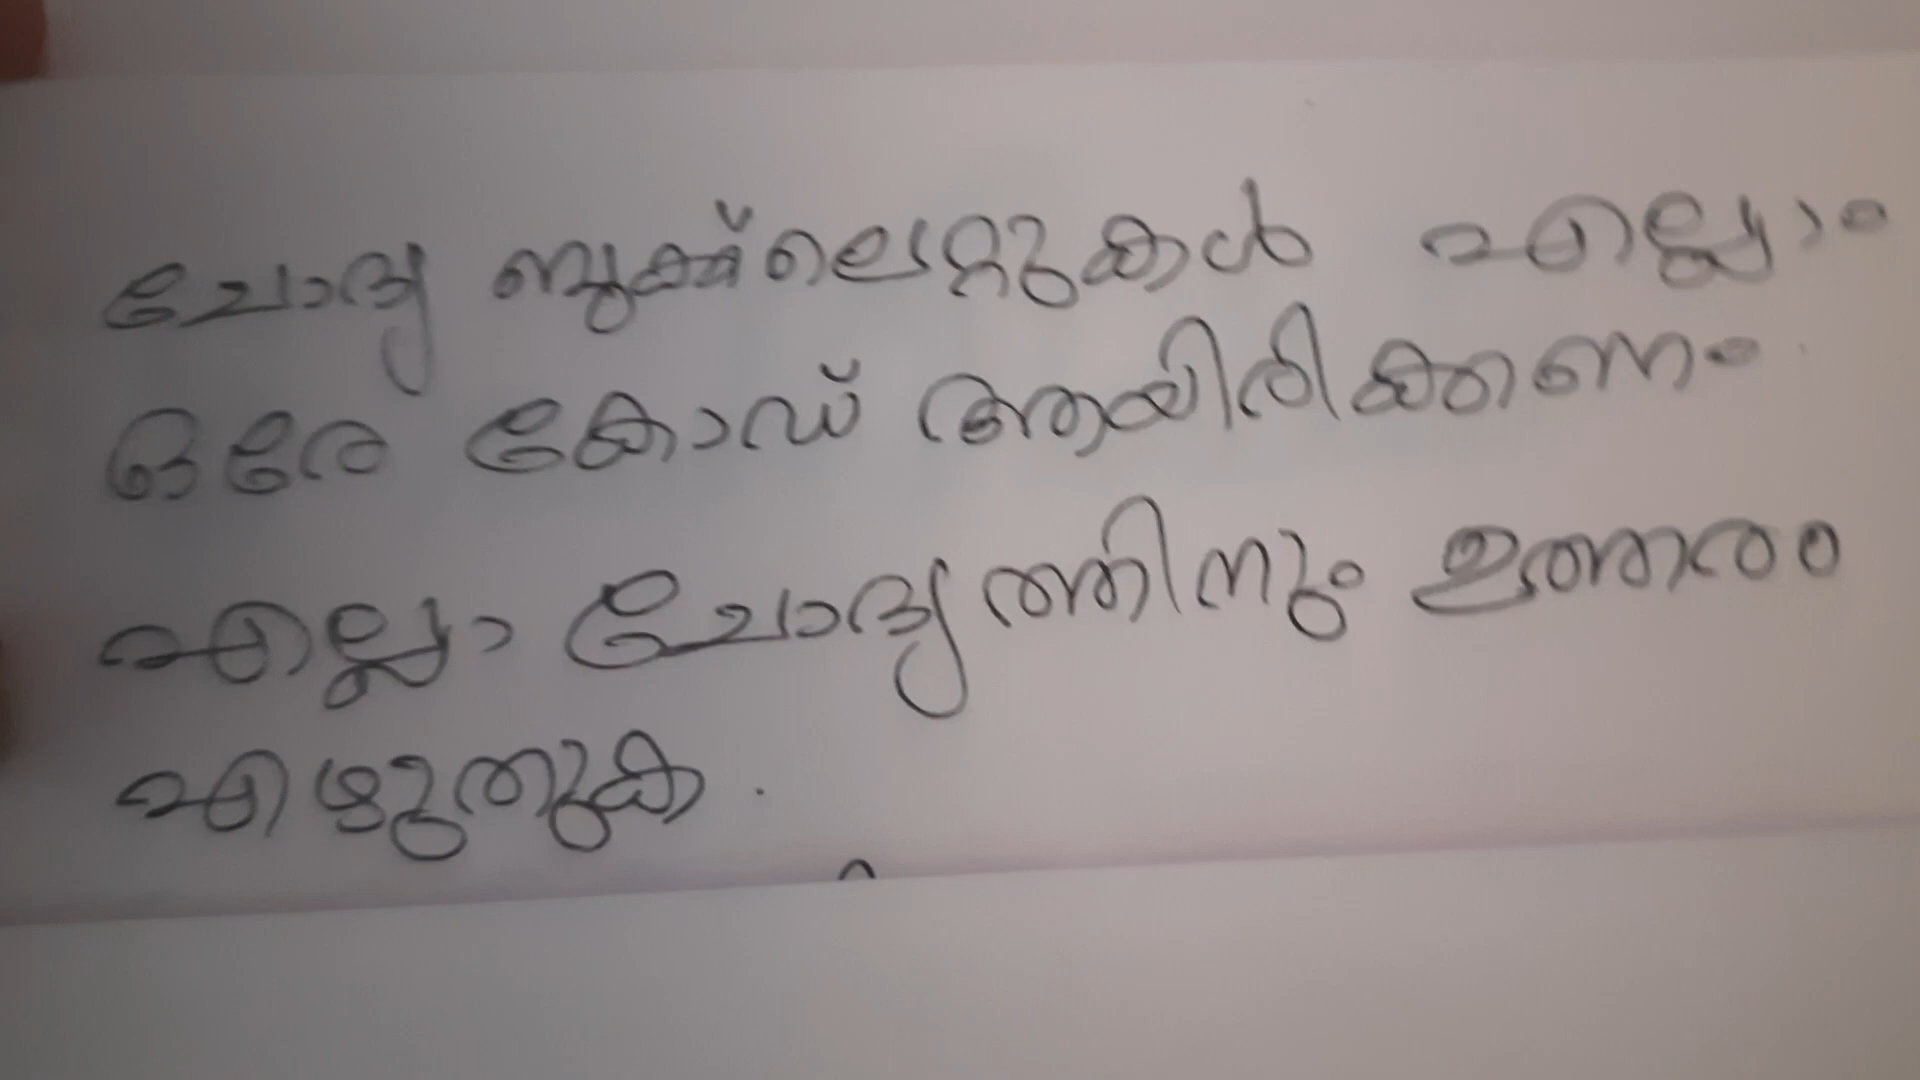 ചോദ്യ ബുക്ക്ലെറ്റുകൾ എല്ലാം
ഒരേ കോഡ് ആയിരിക്കണം
എല്ലാ ചോദ്യത്തിനും ഉത്തരം
എഴുതുക.